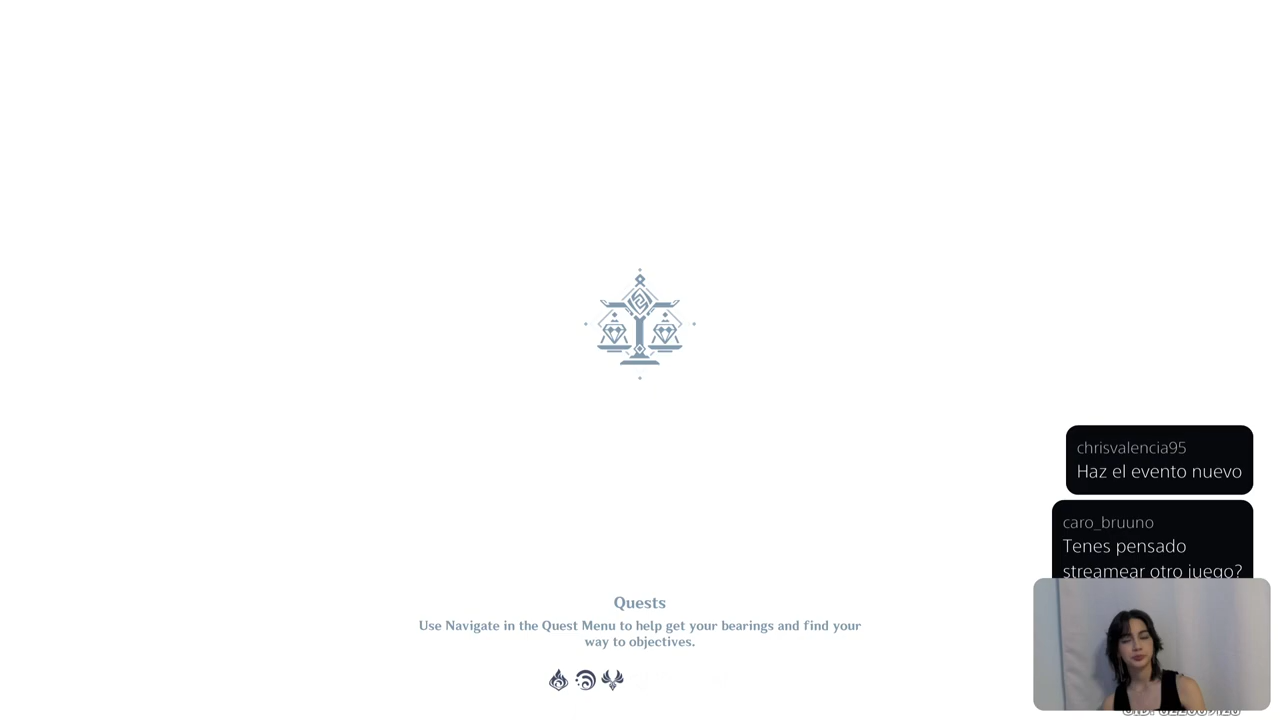 chrisvalencia95
Haz el evento nuevo
caro_bruuno
Tenes pensado
streamear otro juego?
Quests
Use Navigate in the Quest Menu to help get your bearings and find your
way to objectives.